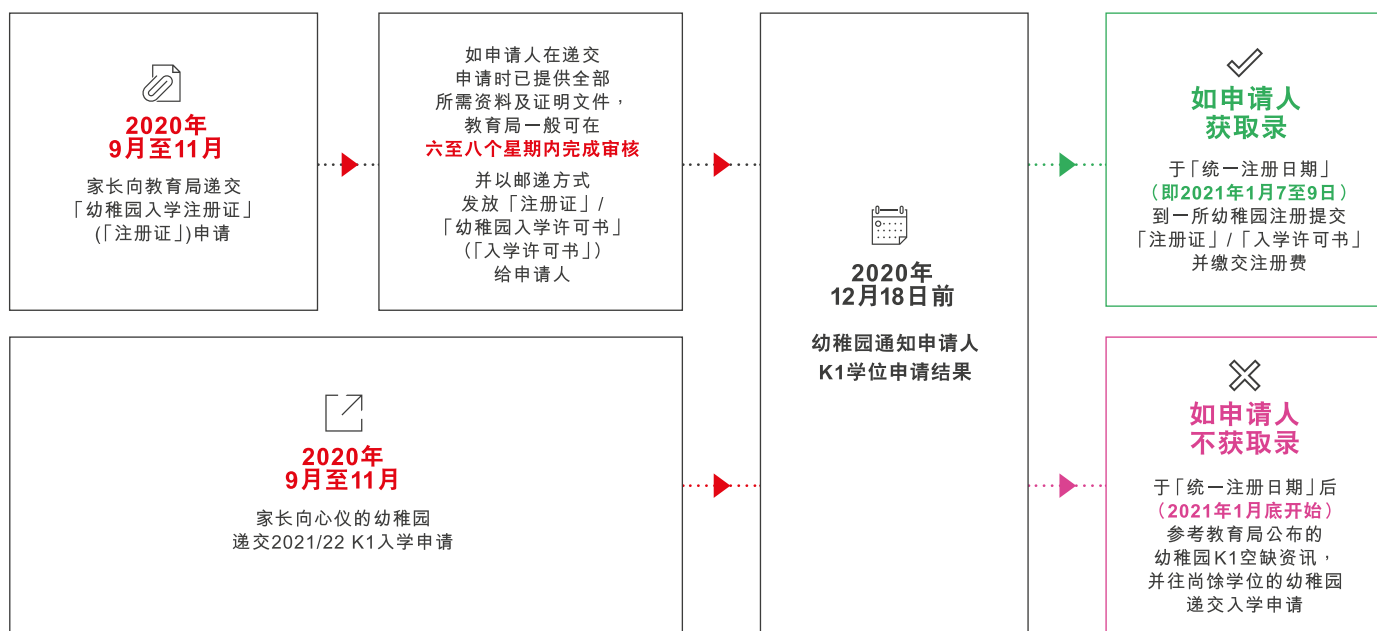 2020年
9月至11月
家长向教育局递交
「幼稚园入学注册证」
(「注册证」)申请
如申请人在递交
申请时已提供全部
所需资料及证明文件，
教育局一般可在
六至八个星期内完成审核
并以邮递方式
发放「注册证」/
「幼稚园入学许可书」
(「入学许可书」)
给申请人
2020年
9月至11月
家长向心仪的幼稚园
递交2021/22 K1入学申请
2020年
12月18日前
幼稚园通知申请人
K1学位申请结果
如申请人
获取录
于「统一注册日期」
（即2021年1月7至9日）
到一所幼稚园注册提交
「注册证」/「入学许可书」
并缴交注册费
如申请人
不获取录
于「统一注册日期」后
（2021年1月底开始）
参考教育局公布的
幼稚园K1空缺资讯，
并往尚馀学位的幼稚园
递交入学申请